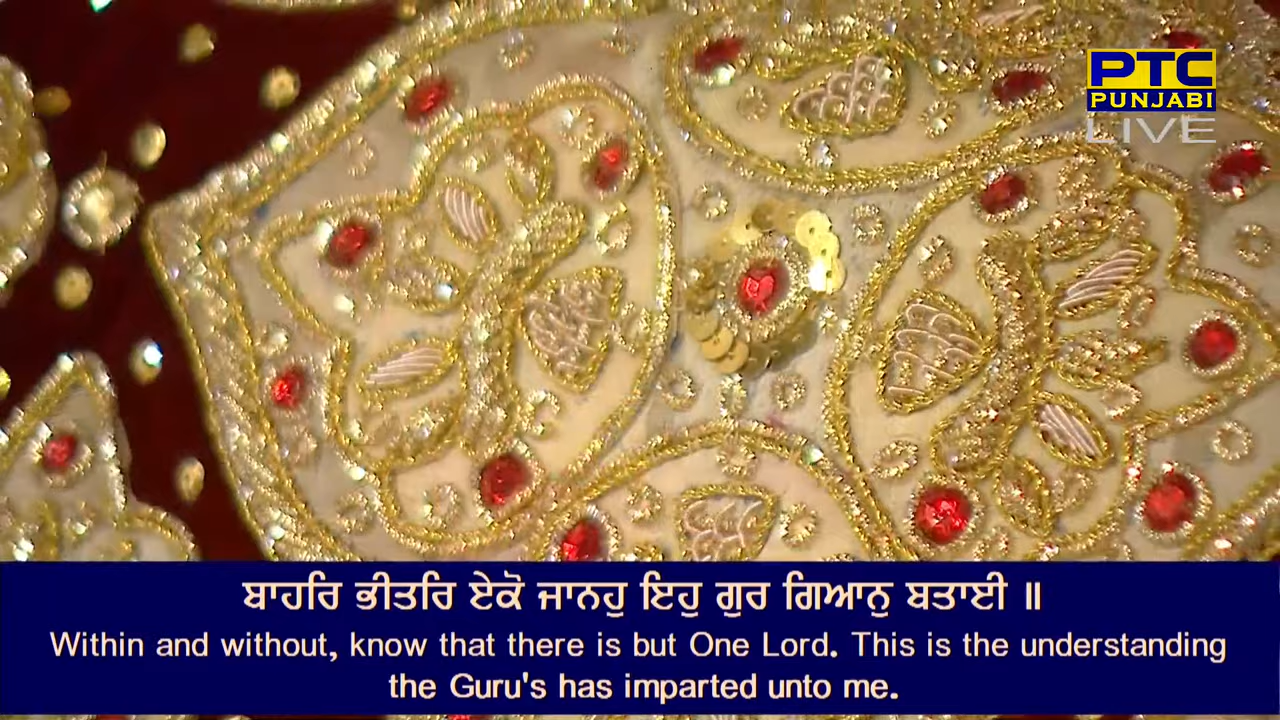 PTC
PUNJABI
LIVE
ਬਾਹਰਿ ਭੀਤਰਿ ਏਕੋ ਜਾਨਹੁ ਇਹੁ ਗੁਰ ਗਿਆਨੁ ਬਤਾਈ ॥
Within and without, know that there is but One Lord. This is the understanding
the Guru's has imparted unto me.